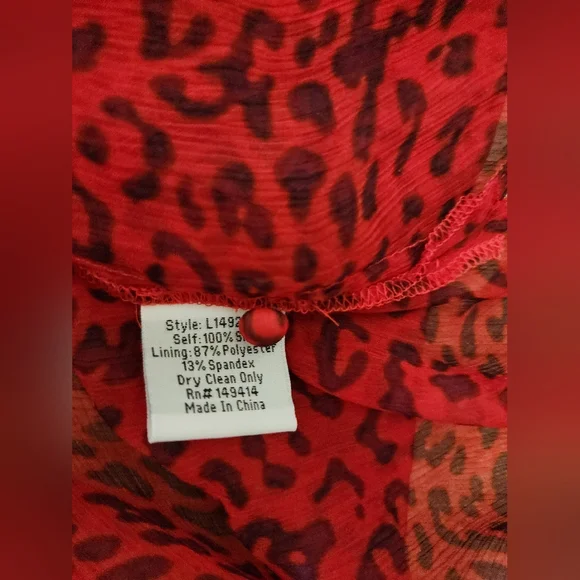 Style: L1492
Self: 100%
Lining: 87% Polyester
13% Spandex
Dry Clean Only
Rn# 149414
Made In China